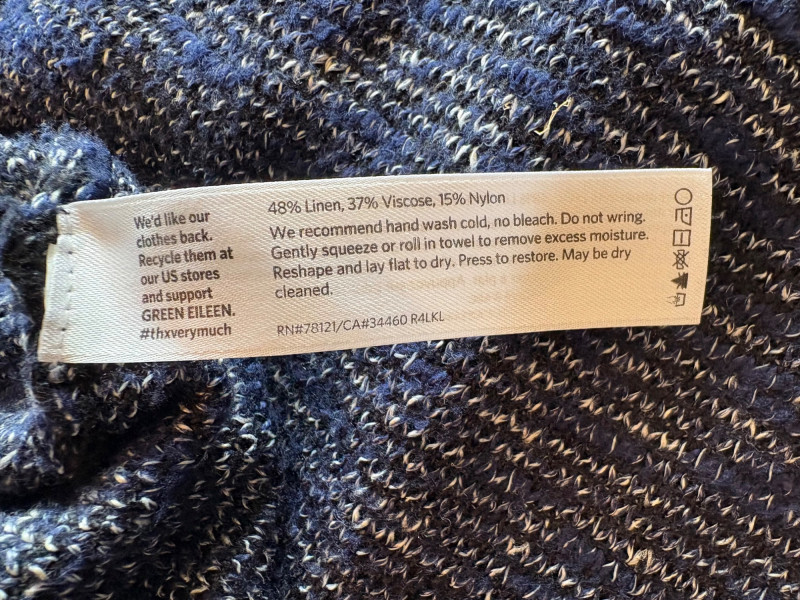 We'd like our
clothes back.
Recycle them at
our US stores
and support
GREEN EILEEN.
#thxverymuch
48% Linen, 37% Viscose, 15% Nylon
We recommend hand wash cold, no bleach. Do not wring.
Gently squeeze or roll in towel to remove excess moisture.
Reshape and lay flat to dry. Press to restore. May be dry
cleaned.
RN#78121/CA#34460 R4LKL